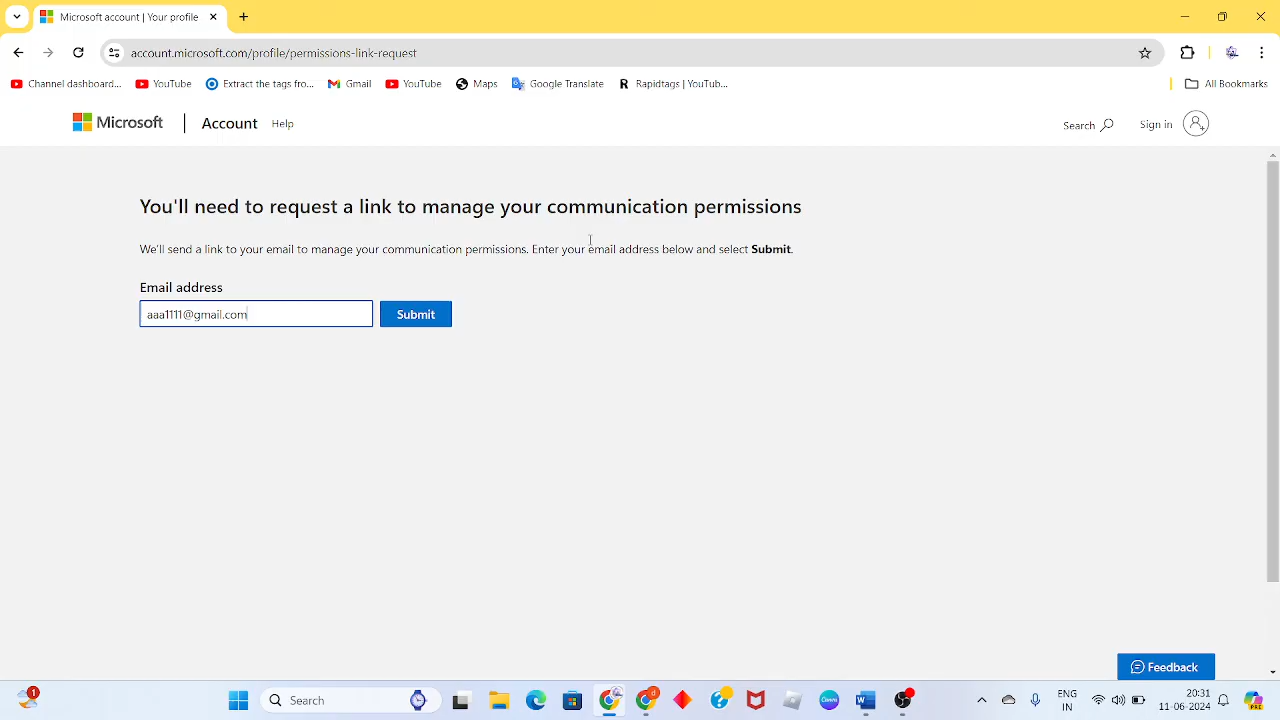 Microsoft account | Your profile
account.microsoft.com/profile/permissions-link-request
Channel dashboard... YouTube Extract the tags fro... Gmail YouTube Maps Google Translate Rapidtags | YouTub... All Bookmarks
Microsoft Account Help Search Sign in
You'll need to request a link to manage your communication permissions
We'll send a link to your email to manage your communication permissions. Enter your email address below and select Submit.
Email address
aaa1111@gmail.com Submit
Feedback
1 Search ENG 20:31
IN 11-06-2024